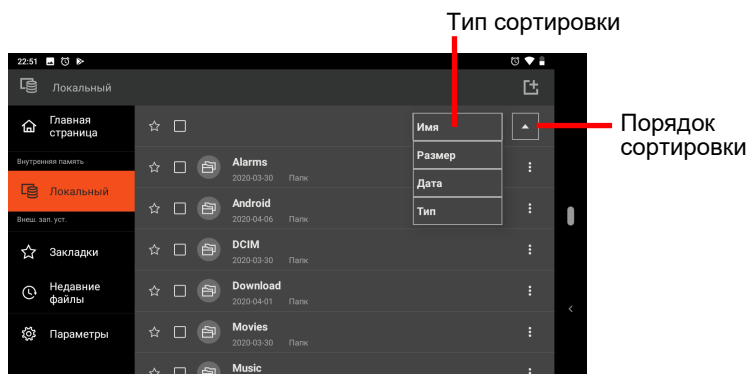 Тип сортировки
22:51
Локальный
Главная
страница
Имя
Порядок
сортировки
Внутренняя память
Alarms
2020-03-30 Папк
Размер
Локальный
Дата
Android
2020-04-06 Папк
Тип
Внеш. зап. уст.
Закладки
DCIM
2020-03-30 Папк
Недавние
файлы
Download
2020-04-01 Папк
Параметры
Movies
2020-03-30 Папк
Music